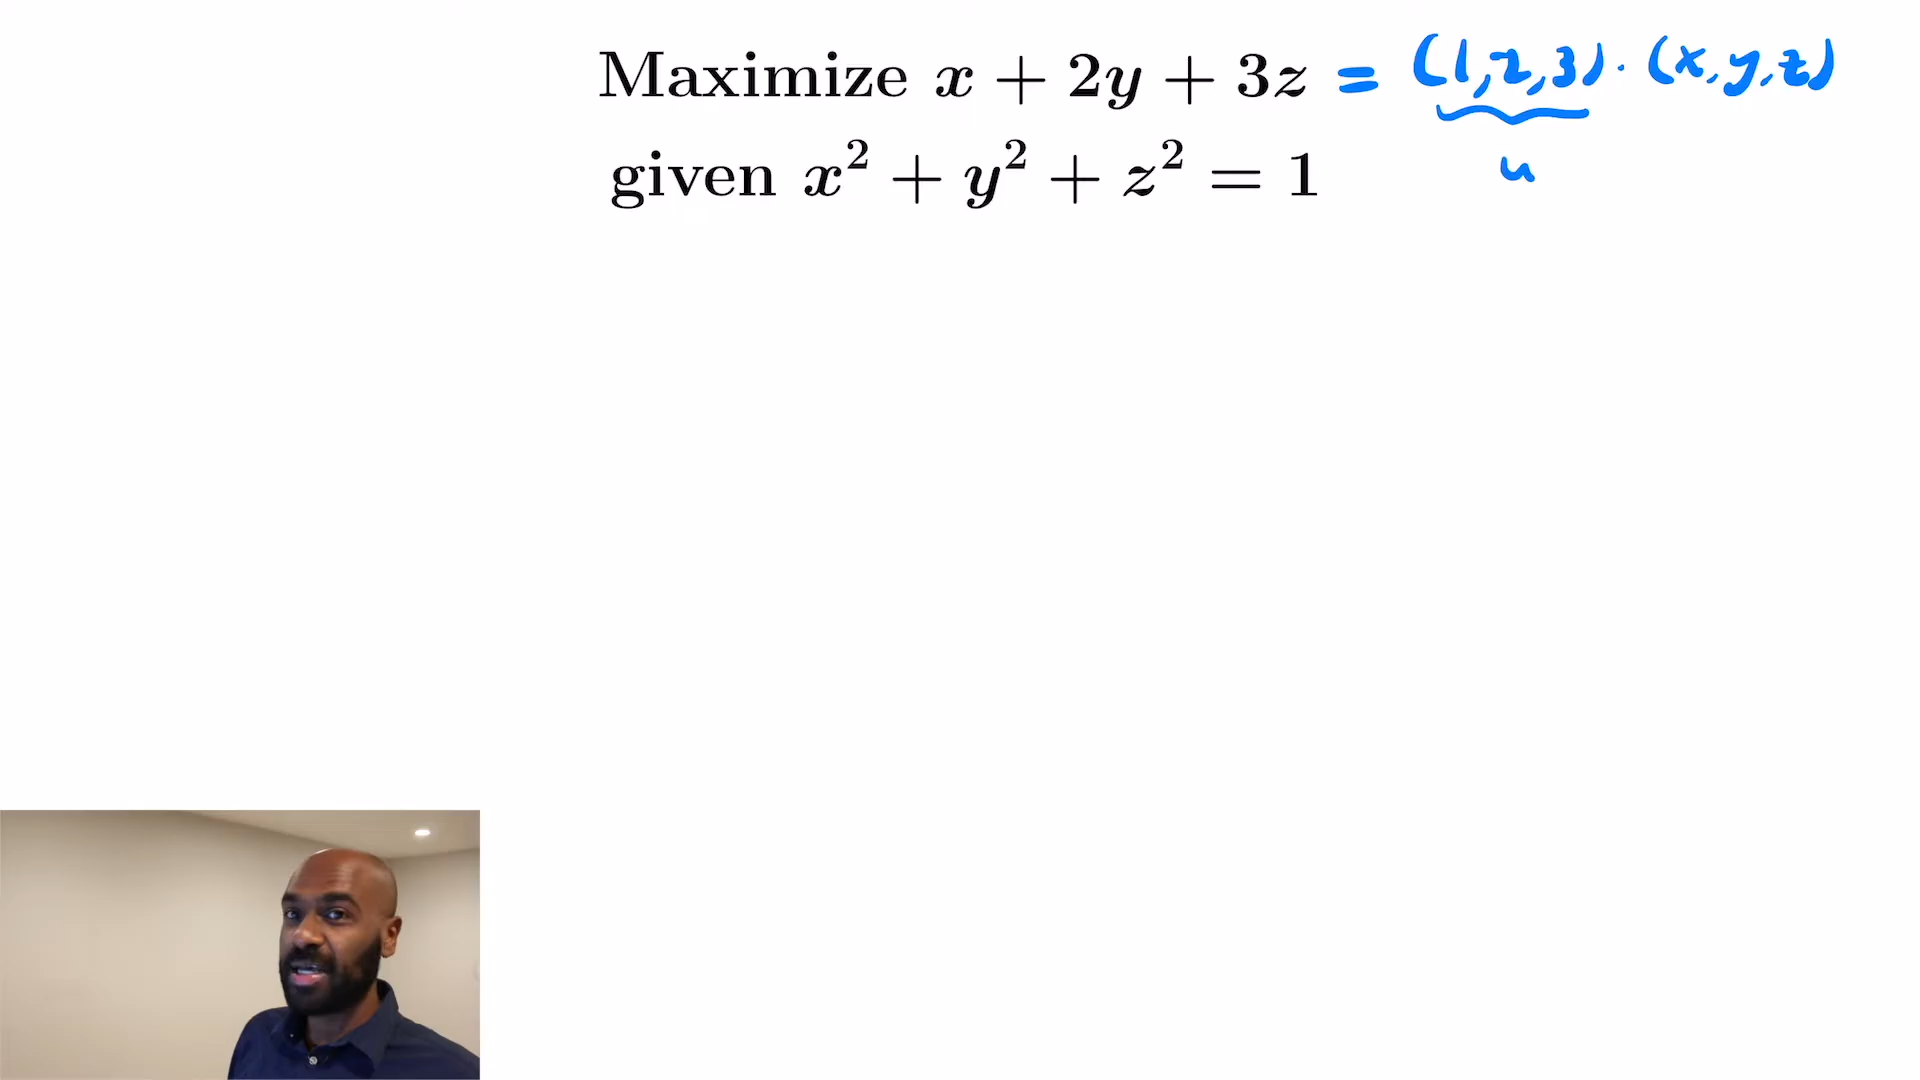 Maximize x + 2y + 3z = (1,2,3) · (x,y,z)
given x² + y² + z² = 1
u